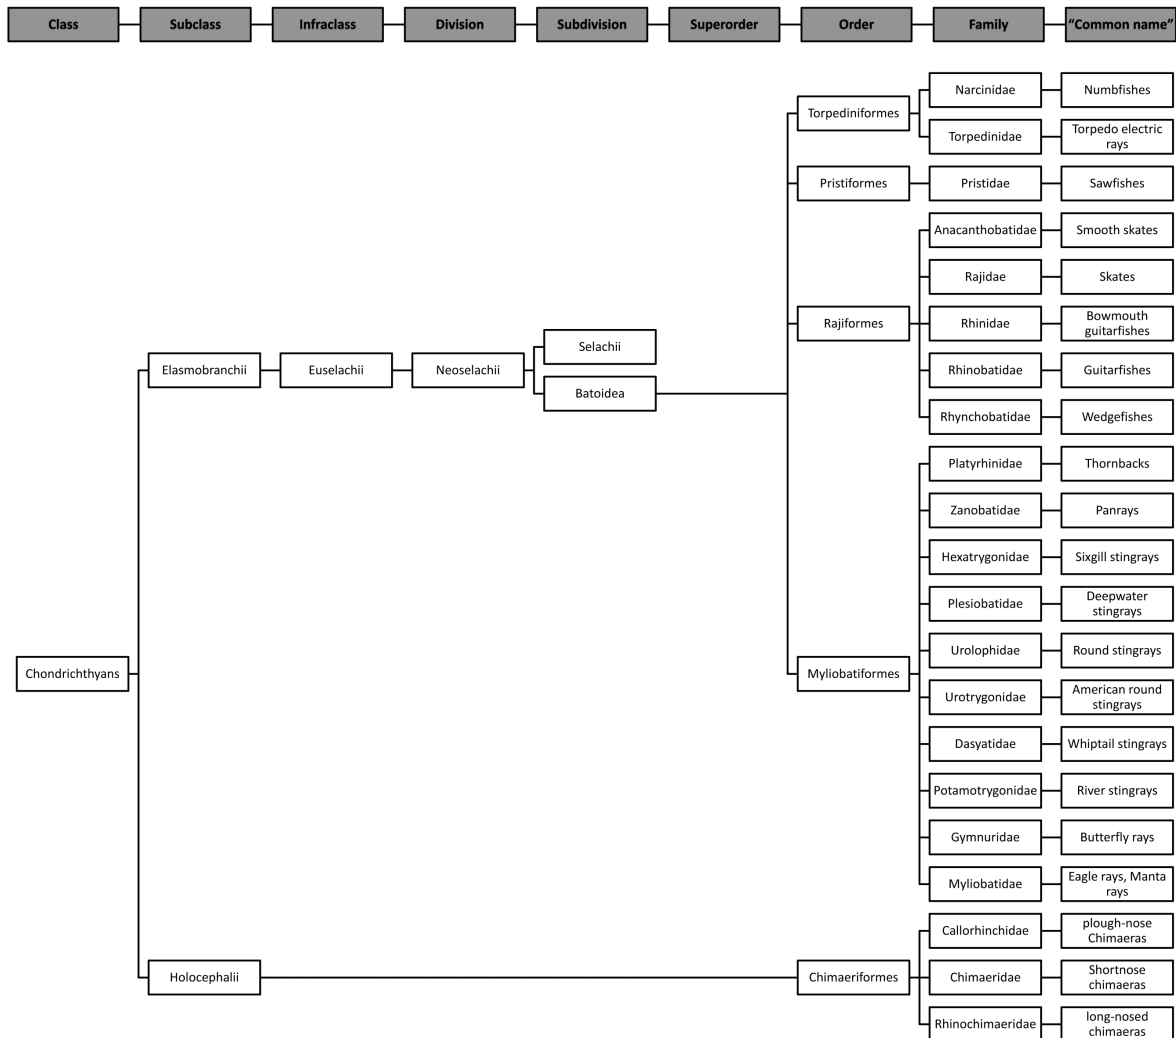 Class Subclass Infraclass Division Subdivision Superorder Order Family “Common name”
Narcinidae Numbfishes
Torpediniformes
Torpedinidae Torpedo electric
rays
Pristiformes Pristidae Sawfishes
Anacanthobatidae Smooth skates
Rajidae Skates
Rajiformes Rhinidae Bowmouth
guitarfishes
Selachii
Elasmobranchii Euselachii Neoselachii Rhinobatidae Guitarfishes
Batoidea
Rhynchobatidae Wedgefishes
Platyrhinidae Thornbacks
Zanobatidae Panrays
Hexatrygonidae Sixgill stingrays
Plesiobatidae Deepwater
stingrays
Urolophidae Round stingrays
Chondrichthyans Myliobatiformes
Urotrygonidae American round
stingrays
Dasyatidae Whiptail stingrays
Potamotrygonidae River stingrays
Gymnuridae Butterfly rays
Myliobatidae Eagle rays, Manta
rays
Callorhinchidae plough-nose
Chimaeras
Holocephalii Chimaeriformes Chimaeridae Shortnose
chimaeras
Rhinochimaeridae long-nosed
chimaeras